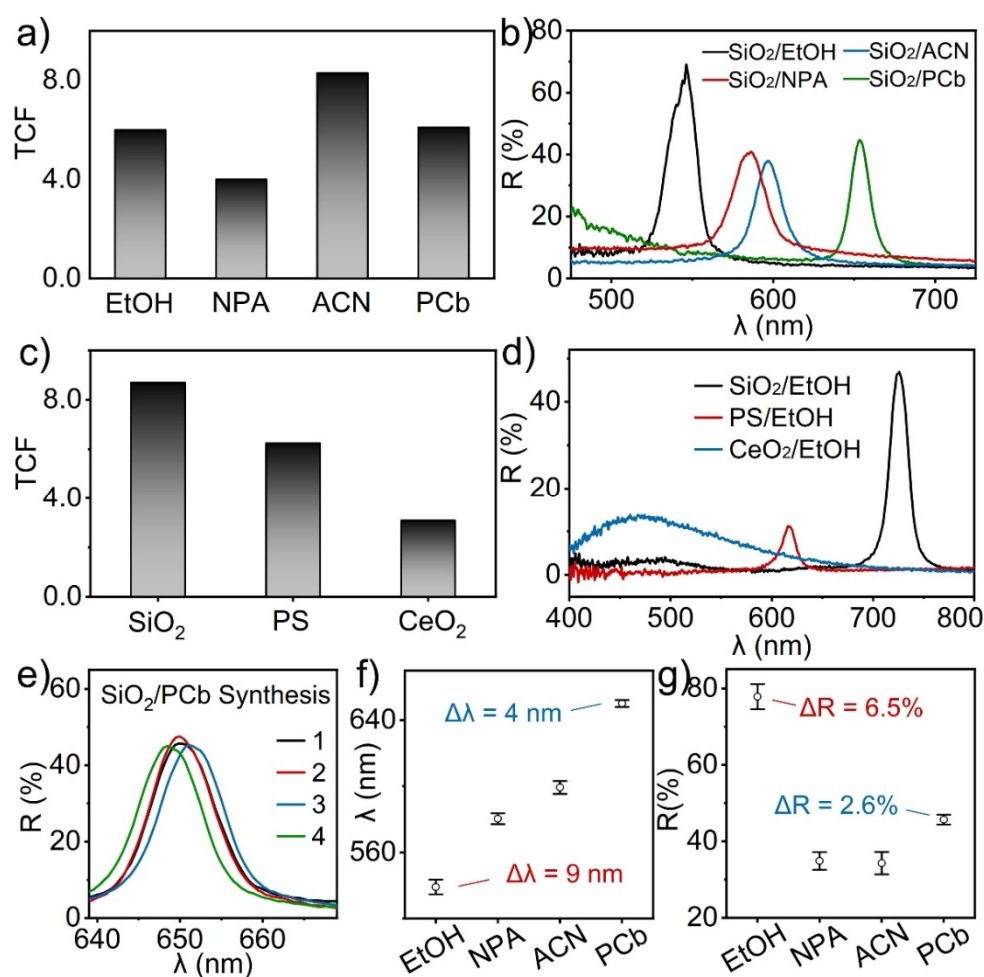 a)
TCF
8.0
4.0
0.0
EtOH NPA ACN PCb
b)
R (%)
80
60
40
20
0
SiO₂/EtOH SiO₂/ACN
SiO₂/NPA SiO₂/PCb
500 600 700
λ (nm)
c)
TCF
8.0
4.0
0.0
SiO₂ PS CeO₂
d)
R (%)
40
20
0
SiO₂/EtOH
PS/EtOH
CeO₂/EtOH
400 500 600 700 800
λ (nm)
e)
R (%)
60
40
20
0
SiO₂/PCb Synthesis
1
2
3
4
640 650 660
λ (nm)
f)
λ (nm)
640
560
Δλ = 4 nm
Δλ = 9 nm
EtOH NPA ACN PCb
g)
R(%)
80
60
40
20
ΔR = 6.5%
ΔR = 2.6%
EtOH NPA ACN PCb